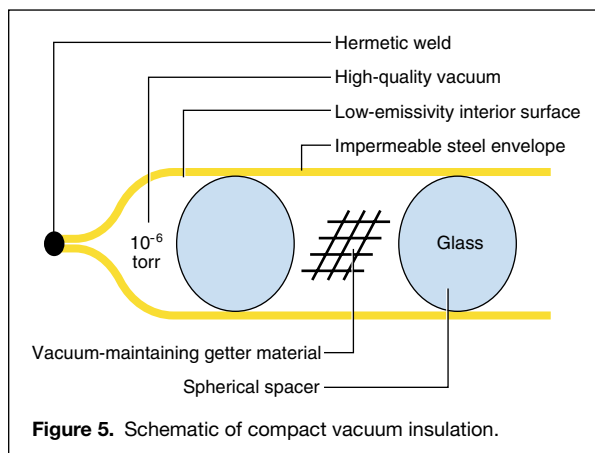 Hermetic weld
High-quality vacuum
Low-emissivity interior surface
Impermeable steel envelope
10⁻⁶
torr
Glass
Vacuum-maintaining getter material
Spherical spacer
Figure 5. Schematic of compact vacuum insulation.